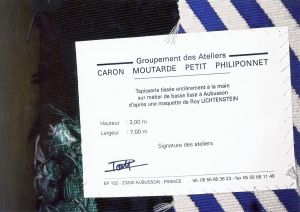 Groupement des Ateliers
CARON MOUTARDE PETIT PHILIPONNET
Tapisserie tissée entièrement à la main
sur métier de basse lisse à Aubusson
d'après une maquette de Roy LICHTENSTEIN
Hauteur : 3,00 m
Largeur : 7,00 m
Signature des ateliers
BP 102 - 23200 AUBUSSON - FRANCE